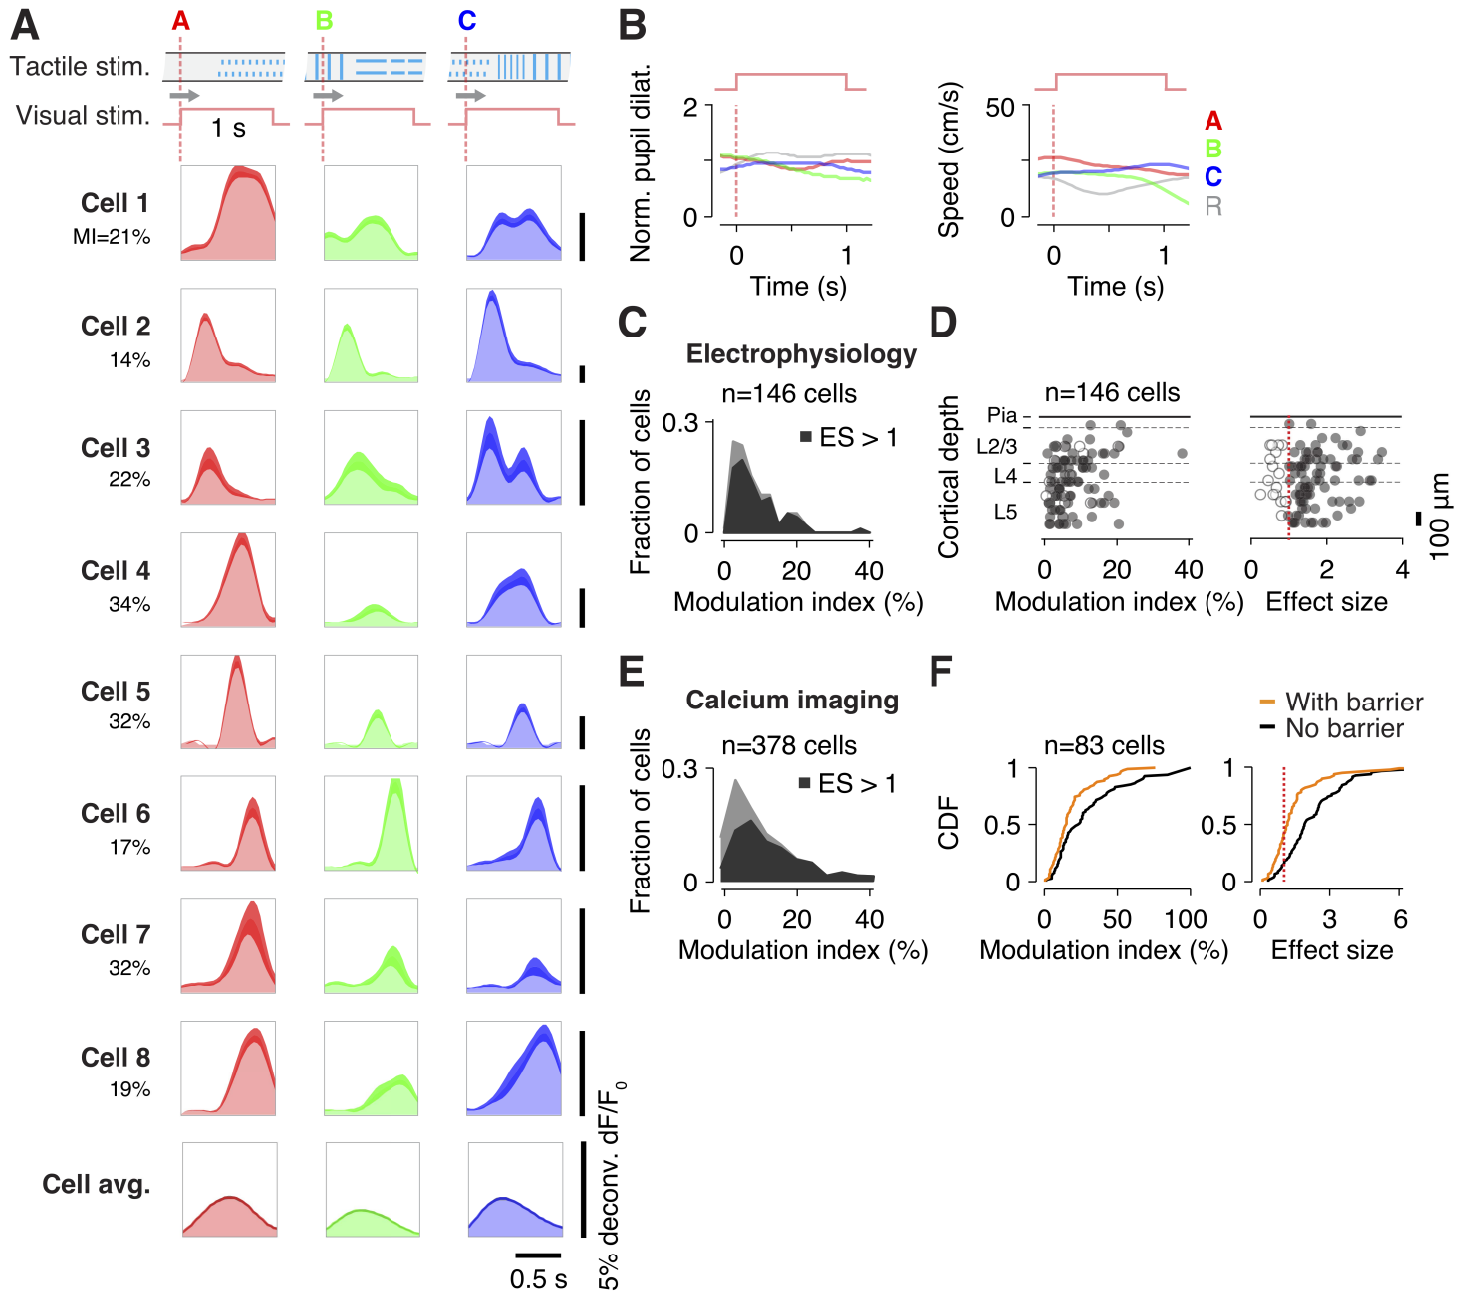 A
A B C
Tactile stim.
Visual stim.
1 s
Cell 1
MI=21%
Cell 2
14%
Cell 3
22%
Cell 4
34%
Cell 5
32%
Cell 6
17%
Cell 7
32%
Cell 8
19%
Cell avg.
5% deconv. dF/F0
0.5 s
B
Norm. pupil dilat.
2
0
0 1
Time (s)
Speed (cm/s)
50
0
0 1
Time (s)
A
B
C
R
C
Electrophysiology
n=146 cells
Fraction of cells
0.3
0
ES > 1
0 20 40
Modulation index (%)
D
n=146 cells
Cortical depth
Pia
L2/3
L4
L5
0 20 40
Modulation index (%)
0 2 4
Effect size
100 µm
E
Calcium imaging
n=378 cells
Fraction of cells
0.3
0
ES > 1
0 20 40
Modulation index (%)
F
With barrier
No barrier
n=83 cells
CDF
1
0.5
0
0 50 100
Modulation index (%)
1
0.5
0
0 3 6
Effect size